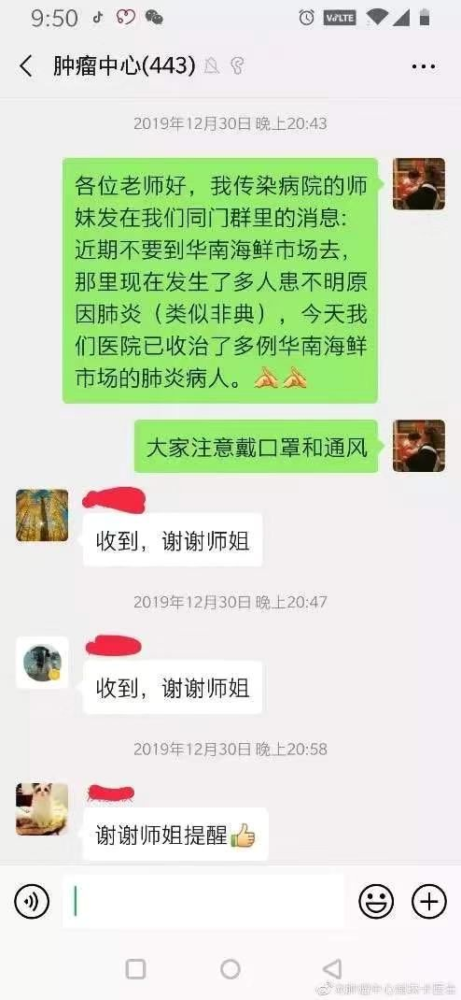 9:50
肿瘤中心(443)
2019年12月30日 晚上20:43
各位老师好，我传染病院的师
妹发在我们同门群里的消息:
近期不要到华南海鲜市场去，
那里现在发生了多人患不明原
因肺炎（类似非典），今天我
们医院已收治了多例华南海鲜
市场的肺炎病人。
大家注意戴口罩和通风
收到，谢谢师姐
2019年12月30日 晚上20:47
收到，谢谢师姐
2019年12月30日 晚上20:58
谢谢师姐提醒